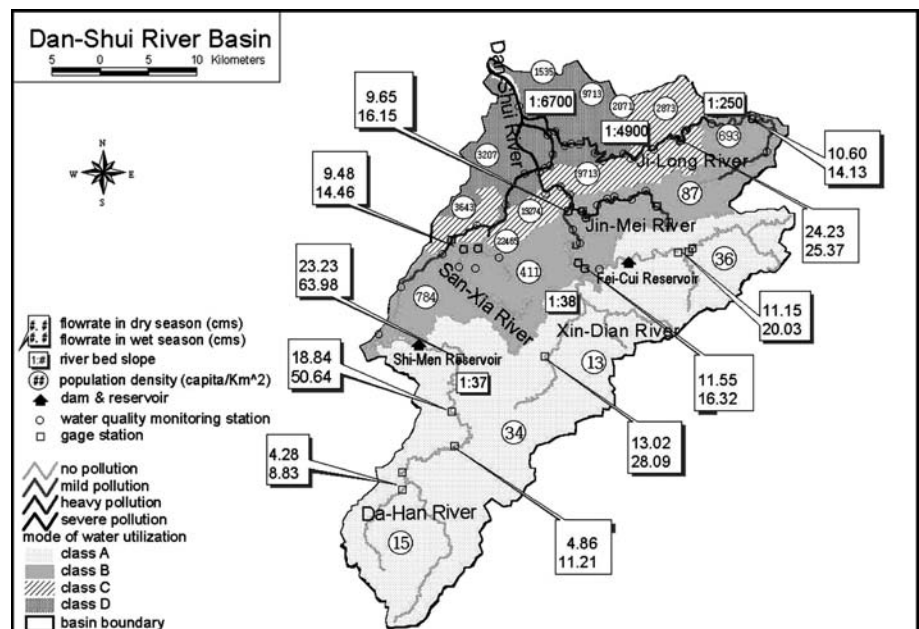 Dan-Shui River Basin
5 0 5 10 Kilometers
N
W E
S
Dan-Shui River
1535
9713
2071
2873
1:6700
1:4900
1:250
693
9.65
16.15
Ji-Long River
10.60
14.13
3207
9713
87
9.48
14.46
3643
19274
22465
Jin-Mei River
24.23
25.37
36
Fei-Cui Reservoir
411
San-Xia River
23.23
63.98
784
1:38
11.15
20.03
Xin-Dian River
Shi-Men Reservoir
13
11.55
16.32
18.84
50.64
1:37
34
13.02
28.09
4.28
8.83
Da-Han River
15
4.86
11.21
#.# flowrate in dry season (cms)
#.# flowrate in wet season (cms)
1:# river bed slope
## population density (capita/Km^2)
dam & reservoir
water quality monitoring station
gage station
no pollution
mild pollution
heavy pollution
severe pollution
mode of water utilization
class A
class B
class C
class D
basin boundary